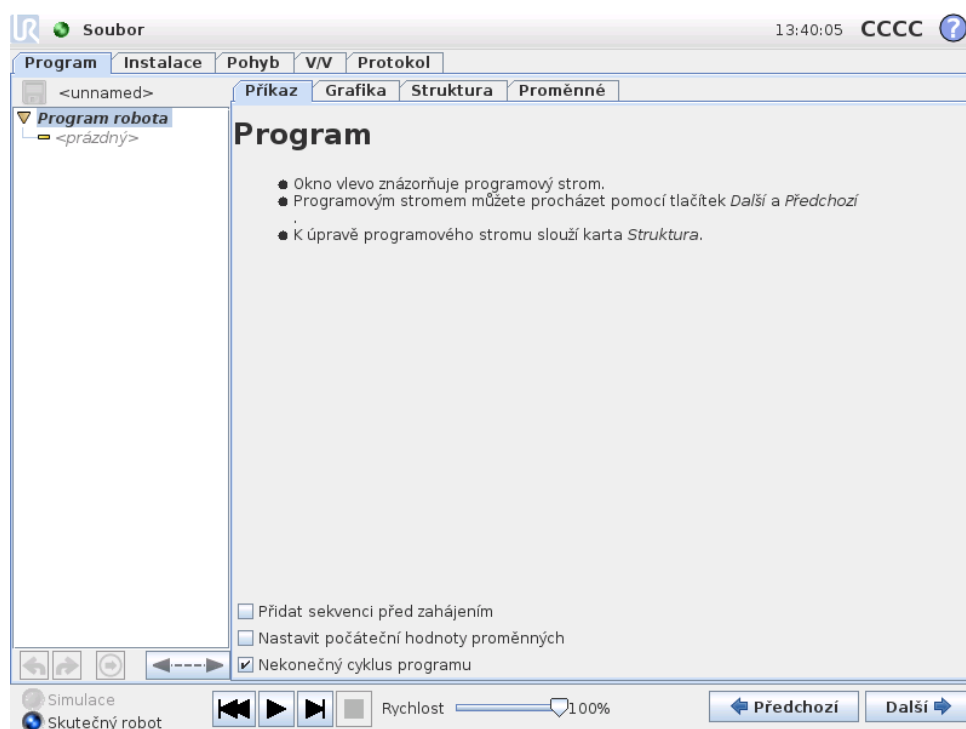 Soubor 13:40:05 CCCC ?
Program Instalace Pohyb V/V Protokol
<unnamed> Příkaz Grafika Struktura Proměnné
Program robota
<prázdný>
Program
Okno vlevo znázorňuje programový strom.
Programovým stromem můžete procházet pomocí tlačítek Další a Předchozí
.
K úpravě programového stromu slouží karta Struktura.
Přidat sekvenci před zahájením
Nastavit počáteční hodnoty proměnných
Nekonečný cyklus programu
Simulace
Skutečný robot
Rychlost 100%
Předchozí Další